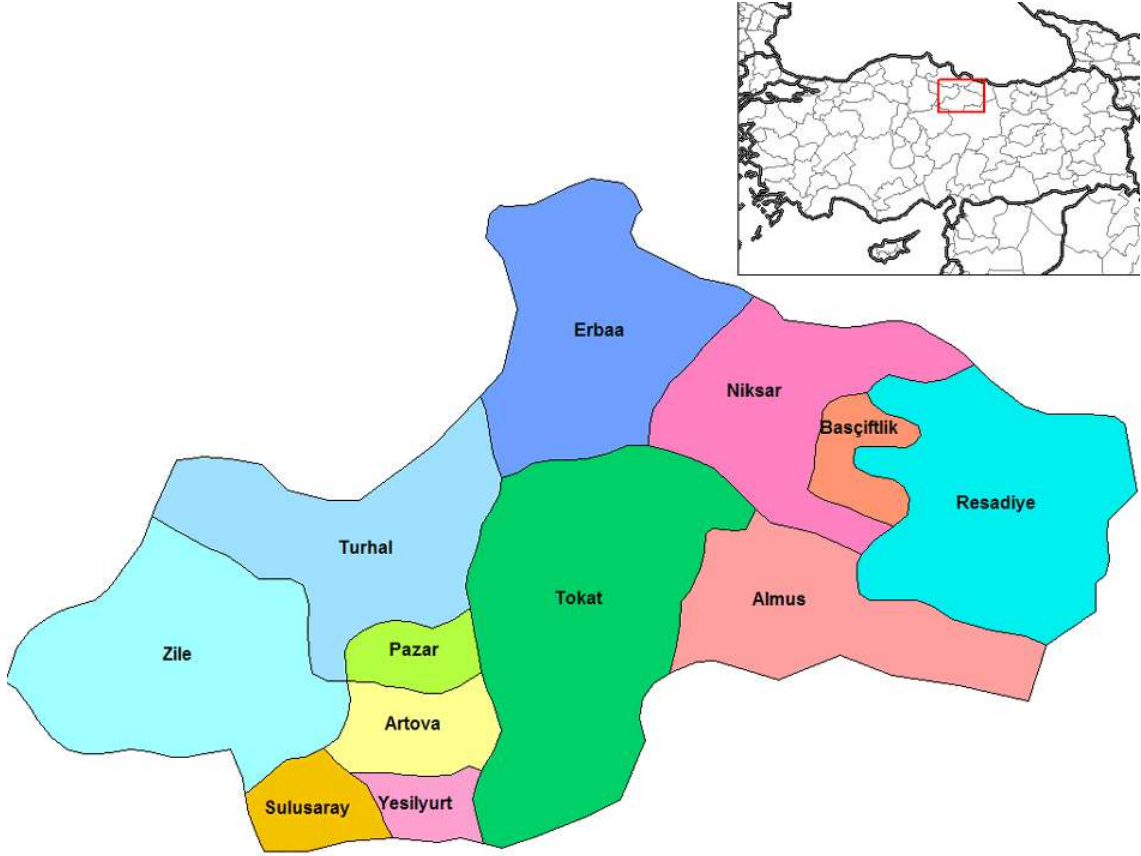 Erbaa
Niksar
Basçiftlik
Resadiye
Turhal
Tokat
Almus
Zile
Pazar
Artova
Sulusaray
Yesilyurt